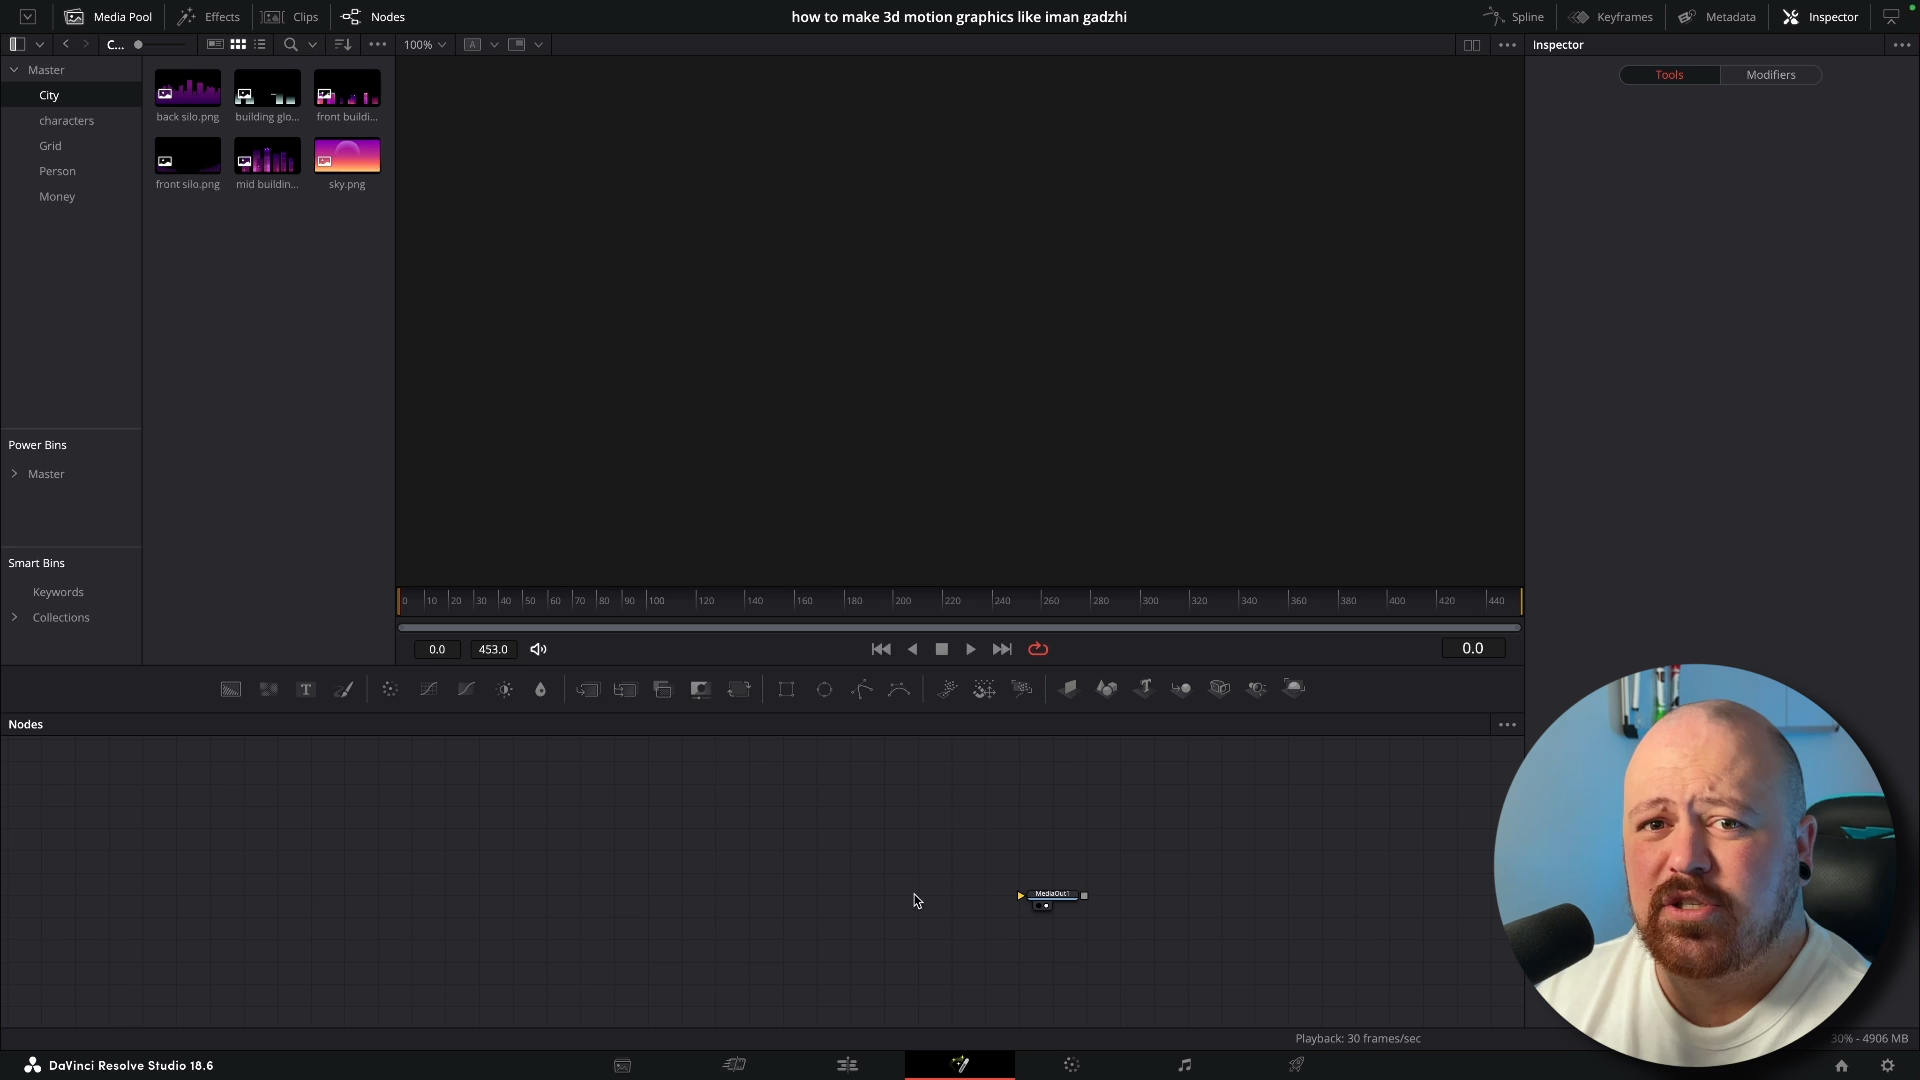 Media Pool
Effects
Clips
Nodes
how to make 3d motion graphics like iman gadzhi
Spline
Keyframes
Metadata
Inspector
C...
100%
A
Inspector
Master
City
characters
Grid
Person
Money
back silo.png
building glo...
front buildi...
front silo.png
mid buildin...
sky.png
Tools
Modifiers
Power Bins
Master
Smart Bins
Keywords
Collections
0 10 20 30 40 50 60 70 80 90 100 120 140 160 180 200 220 240 260 280 300 320 340 360 380 400 420 440
0.0
453.0
0.0
T
T
Nodes
MediaOut1
Playback: 30 frames/sec
30% - 4906 MB
DaVinci Resolve Studio 18.6